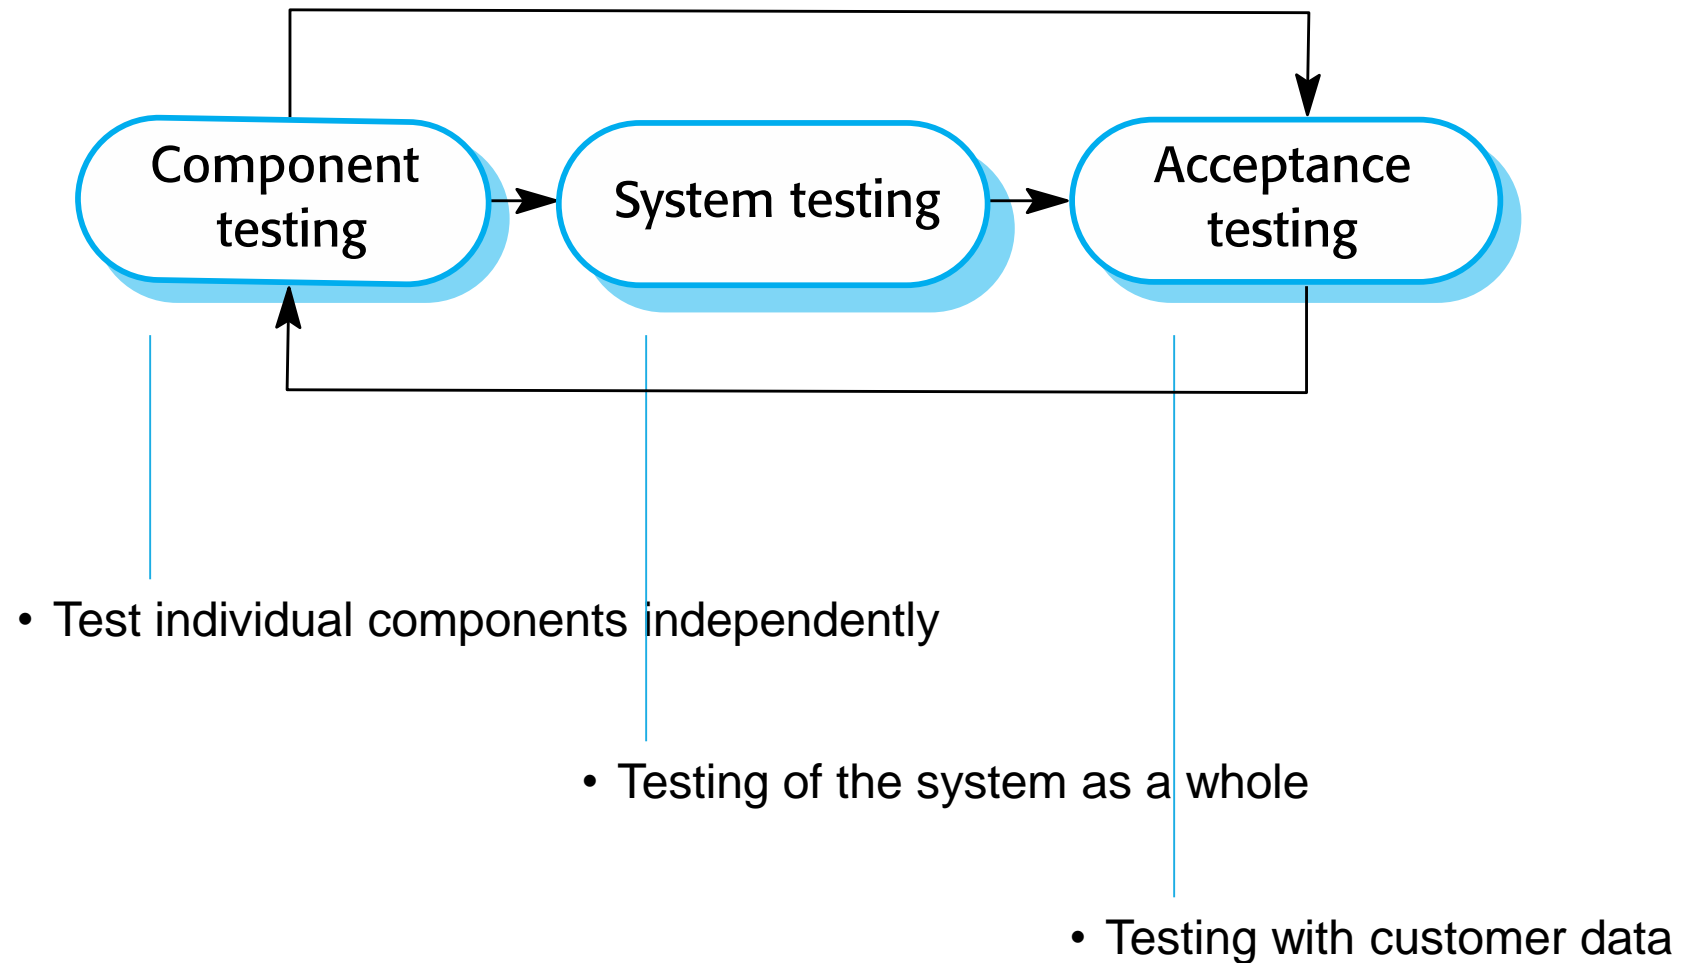 Component
testing
System testing
Acceptance
testing
• Test individual components independently
• Testing of the system as a whole
• Testing with customer data